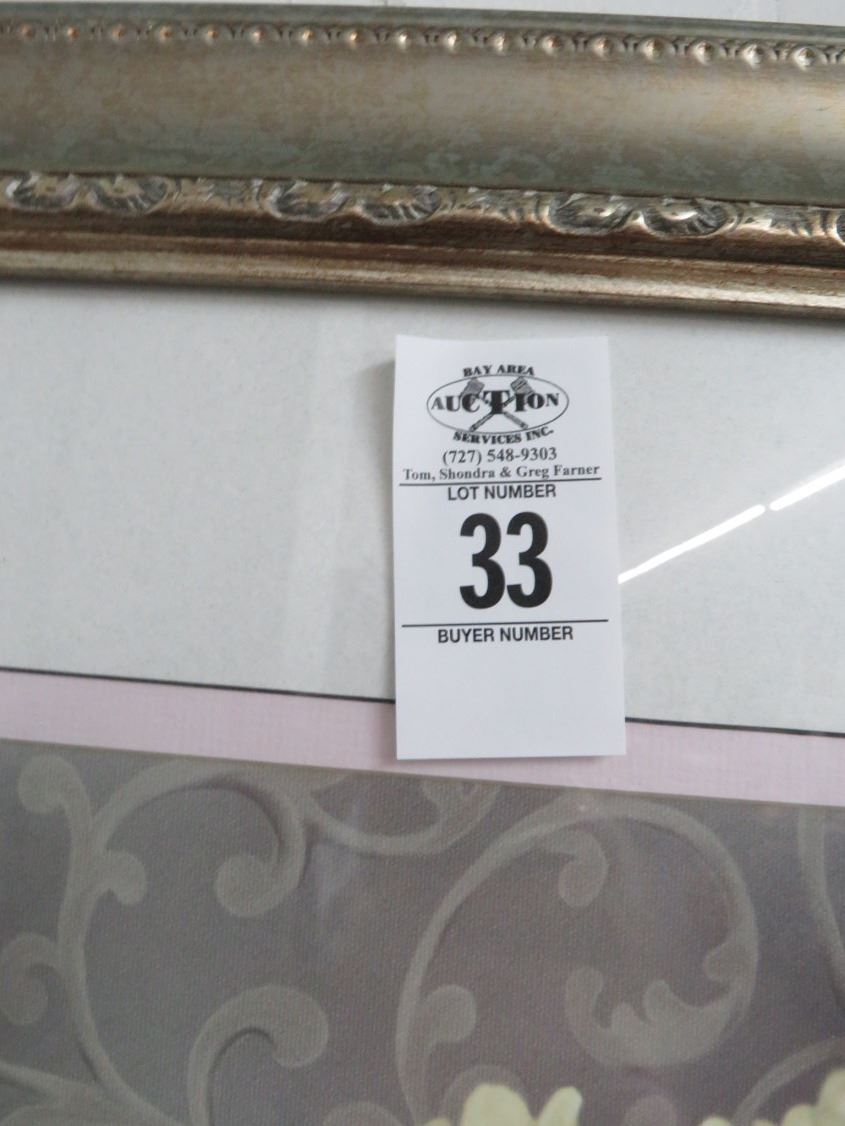 BAY AREA
AUCTION
SERVICES INC.
(727) 548-9303
Tom, Shondra & Greg Farner
LOT NUMBER
33
BUYER NUMBER